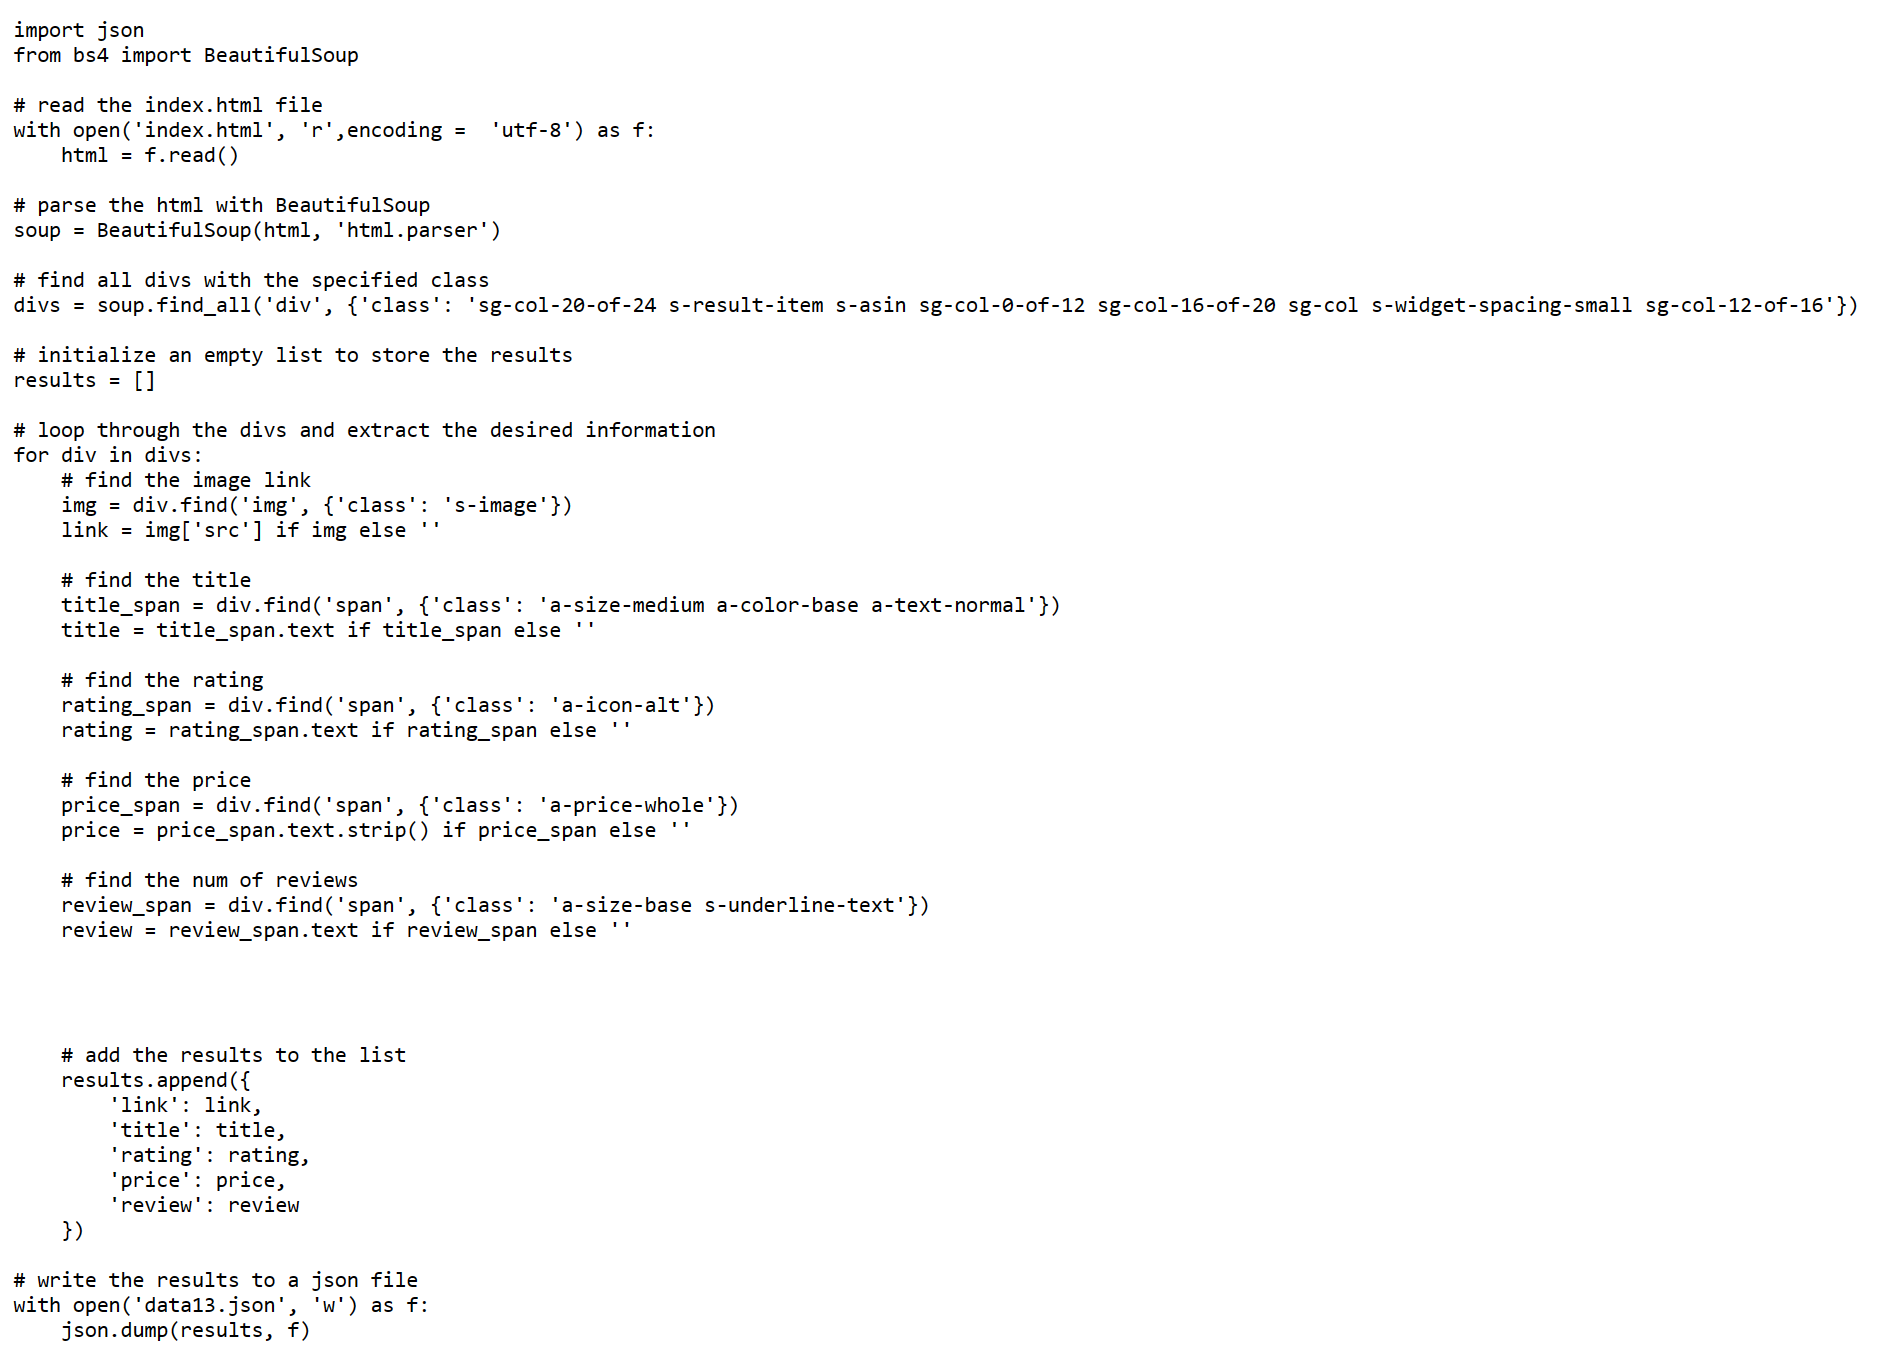 import json
from bs4 import BeautifulSoup

# read the index.html file
with open('index.html', 'r',encoding =  'utf-8') as f:
    html = f.read()

# parse the html with BeautifulSoup
soup = BeautifulSoup(html, 'html.parser')

# find all divs with the specified class
divs = soup.find_all('div', {'class': 'sg-col-20-of-24 s-result-item s-asin sg-col-0-of-12 sg-col-16-of-20 sg-col s-widget-spacing-small sg-col-12-of-16'})

# initialize an empty list to store the results
results = []

# loop through the divs and extract the desired information
for div in divs:
    # find the image link
    img = div.find('img', {'class': 's-image'})
    link = img['src'] if img else ''

    # find the title
    title_span = div.find('span', {'class': 'a-size-medium a-color-base a-text-normal'})
    title = title_span.text if title_span else ''

    # find the rating
    rating_span = div.find('span', {'class': 'a-icon-alt'})
    rating = rating_span.text if rating_span else ''

    # find the price
    price_span = div.find('span', {'class': 'a-price-whole'})
    price = price_span.text.strip() if price_span else ''

    # find the num of reviews
    review_span = div.find('span', {'class': 'a-size-base s-underline-text'})
    review = review_span.text if review_span else ''




    # add the results to the list
    results.append({
        'link': link,
        'title': title,
        'rating': rating,
        'price': price,
        'review': review
    })

# write the results to a json file
with open('data13.json', 'w') as f:
    json.dump(results, f)